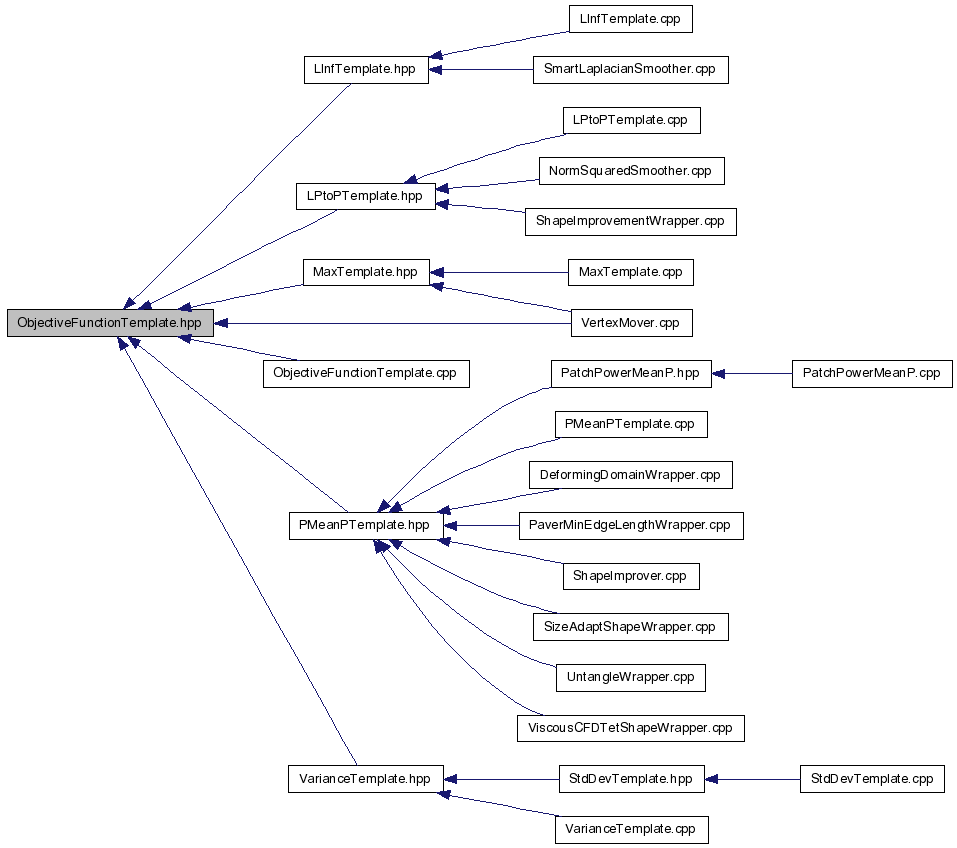 LInfTemplate.cpp
LInfTemplate.hpp
SmartLaplacianSmoother.cpp
LPtoPTemplate.cpp
NormSquaredSmoother.cpp
LPtoPTemplate.hpp
ShapeImprovementWrapper.cpp
MaxTemplate.hpp
MaxTemplate.cpp
ObjectiveFunctionTemplate.hpp
VertexMover.cpp
ObjectiveFunctionTemplate.cpp
PatchPowerMeanP.hpp
PatchPowerMeanP.cpp
PMeanPTemplate.cpp
DeformingDomainWrapper.cpp
PMeanPTemplate.hpp
PaverMinEdgeLengthWrapper.cpp
ShapeImprover.cpp
SizeAdaptShapeWrapper.cpp
UntangleWrapper.cpp
ViscousCFDTetShapeWrapper.cpp
VarianceTemplate.hpp
StdDevTemplate.hpp
StdDevTemplate.cpp
VarianceTemplate.cpp